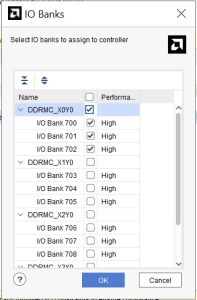 IO Banks
Select IO banks to assign to controller
Name Performa...
DDRMC_X0Y0
I/O Bank 700 High
I/O Bank 701 High
I/O Bank 702 High
DDRMC_X1Y0
I/O Bank 703 High
I/O Bank 704 High
I/O Bank 705 High
DDRMC_X2Y0
I/O Bank 706 High
I/O Bank 707 High
I/O Bank 708 High
?
OK Cancel